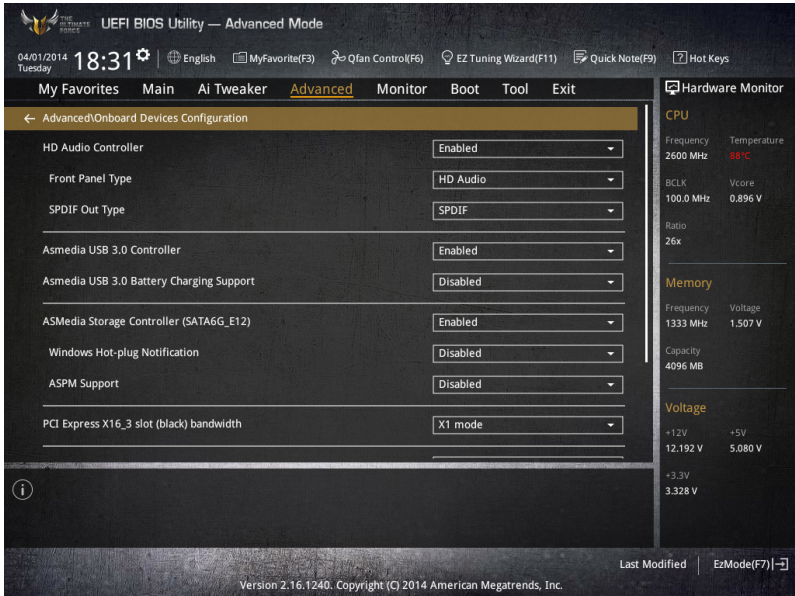 THE
ULTIMATE
FORCE
UEFI BIOS Utility — Advanced Mode
04/01/2014
Tuesday
18:31
English
MyFavorite(F3)
Qfan Control(F6)
EZ Tuning Wizard(F11)
Quick Note(F9)
? Hot Keys
My Favorites Main Ai Tweaker Advanced Monitor Boot Tool Exit
← Advanced\Onboard Devices Configuration
HD Audio Controller Enabled
Front Panel Type HD Audio
SPDIF Out Type SPDIF
Asmedia USB 3.0 Controller Enabled
Asmedia USB 3.0 Battery Charging Support Disabled
ASMedia Storage Controller (SATA6G_E12) Enabled
Windows Hot-plug Notification Disabled
ASPM Support Disabled
PCI Express X16_3 slot (black) bandwidth X1 mode
Hardware Monitor
CPU
Frequency Temperature
2600 MHz 88°C
BCLK Vcore
100.0 MHz 0.896 V
Ratio
26x
Memory
Frequency Voltage
1333 MHz 1.507 V
Capacity
4096 MB
Voltage
+12V +5V
12.192 V 5.080 V
+3.3V
3.328 V
i
Last Modified
EzMode(F7)
Version 2.16.1240. Copyright (C) 2014 American Megatrends, Inc.